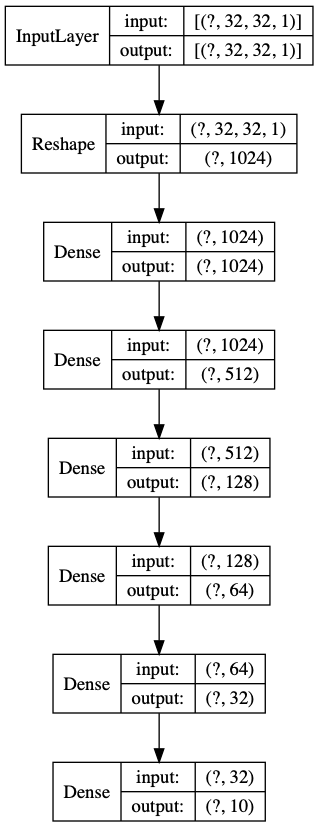 InputLayer
input: [(?, 32, 32, 1)]
output: [(?, 32, 32, 1)]
Reshape
input: (?, 32, 32, 1)
output: (?, 1024)
Dense
input: (?, 1024)
output: (?, 1024)
Dense
input: (?, 1024)
output: (?, 512)
Dense
input: (?, 512)
output: (?, 128)
Dense
input: (?, 128)
output: (?, 64)
Dense
input: (?, 64)
output: (?, 32)
Dense
input: (?, 32)
output: (?, 10)